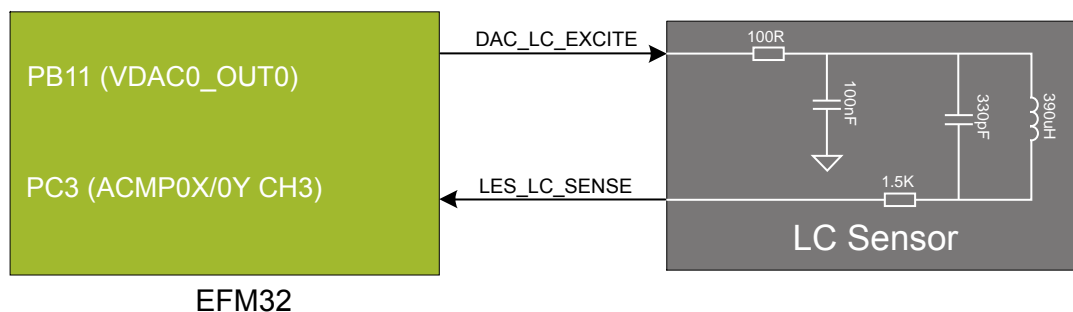 DAC_LC_EXCITE
100R
PB11 (VDAC0_OUT0)
100nF
330pF
390uH
PC3 (ACMP0X/0Y CH3)
LES_LC_SENSE
1.5K
LC Sensor
EFM32